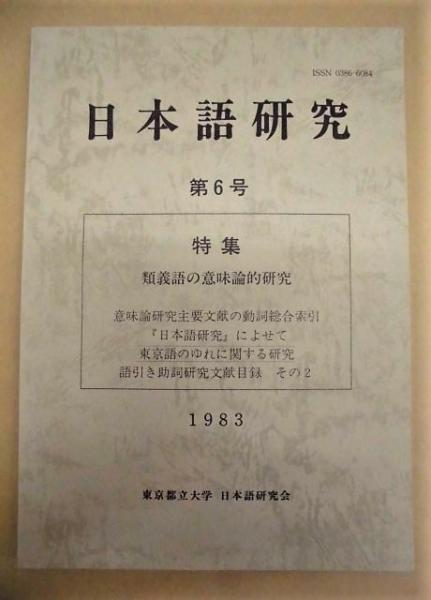 ISSN 0386-6084
日本語研究
第6号
特集
類義語の意味論的研究
意味論研究主要文献の動詞総合索引
『日本語研究』によせて
東京語のゆれに関する研究
語引き助詞研究文献目録 その2
1983
東京都立大学 日本語研究会